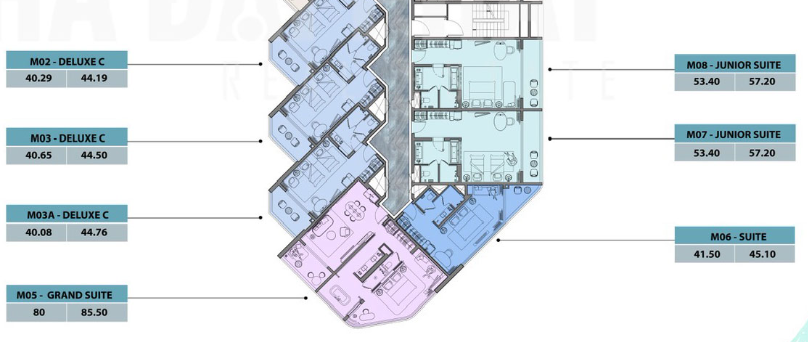 M02 - DELUXE C
40.29 44.19
M03 - DELUXE C
40.65 44.50
M03A - DELUXE C
40.08 44.76
M05 - GRAND SUITE
80 85.50
M08 - JUNIOR SUITE
53.40 57.20
M07 - JUNIOR SUITE
53.40 57.20
M06 - SUITE
41.50 45.10